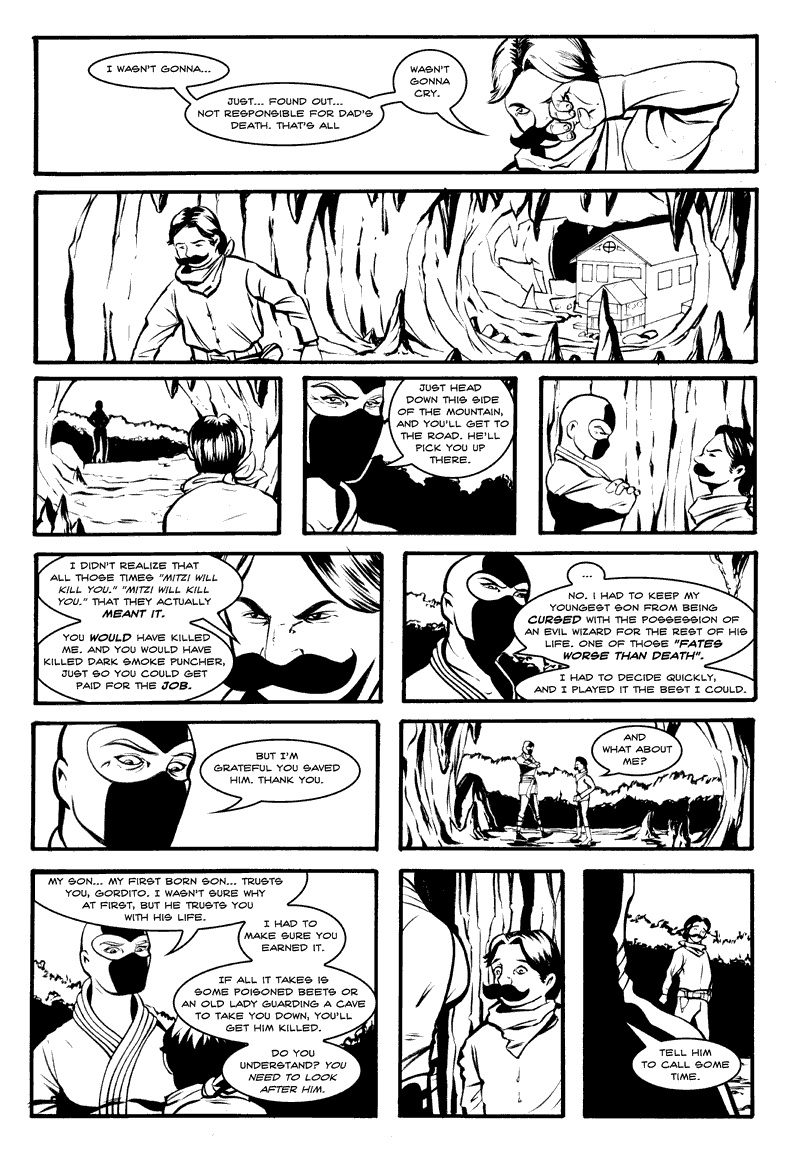 I WASN'T GONNA...
JUST... FOUND OUT...
NOT RESPONSIBLE FOR DAD'S
DEATH. THAT'S ALL
WASN'T
GONNA
CRY.
JUST HEAD
DOWN THIS SIDE
OF THE MOUNTAIN,
AND YOU'LL GET TO
THE ROAD. HE'LL
PICK YOU UP
THERE.
I DIDN'T REALIZE THAT
ALL THOSE TIMES "MITZI WILL
KILL YOU." "MITZI WILL KILL
YOU." THAT THEY ACTUALLY
MEANT IT.
YOU WOULD HAVE KILLED
ME. AND YOU WOULD HAVE
KILLED DARK SMOKE PUNCHER,
JUST SO YOU COULD GET
PAID FOR THE JOB.
...
NO. I HAD TO KEEP MY
YOUNGEST SON FROM BEING
CURSED WITH THE POSSESSION OF
AN EVIL WIZARD FOR THE REST OF HIS
LIFE. ONE OF THOSE "FATES
WORSE THAN DEATH".
I HAD TO DECIDE QUICKLY,
AND I PLAYED IT THE BEST I COULD.
BUT I'M
GRATEFUL YOU SAVED
HIM. THANK YOU.
AND
WHAT ABOUT
ME?
MY SON... MY FIRST BORN SON... TRUSTS
YOU, GORDITO. I WASN'T SURE WHY
AT FIRST, BUT HE TRUSTS YOU
WITH HIS LIFE.
I HAD TO
MAKE SURE YOU
EARNED IT.
IF ALL IT TAKES IS
SOME POISONED BEETS OR
AN OLD LADY GUARDING A CAVE
TO TAKE YOU DOWN, YOU'LL
GET HIM KILLED.
DO YOU
UNDERSTAND? YOU
NEED TO LOOK
AFTER HIM.
TELL HIM
TO CALL SOME
TIME.